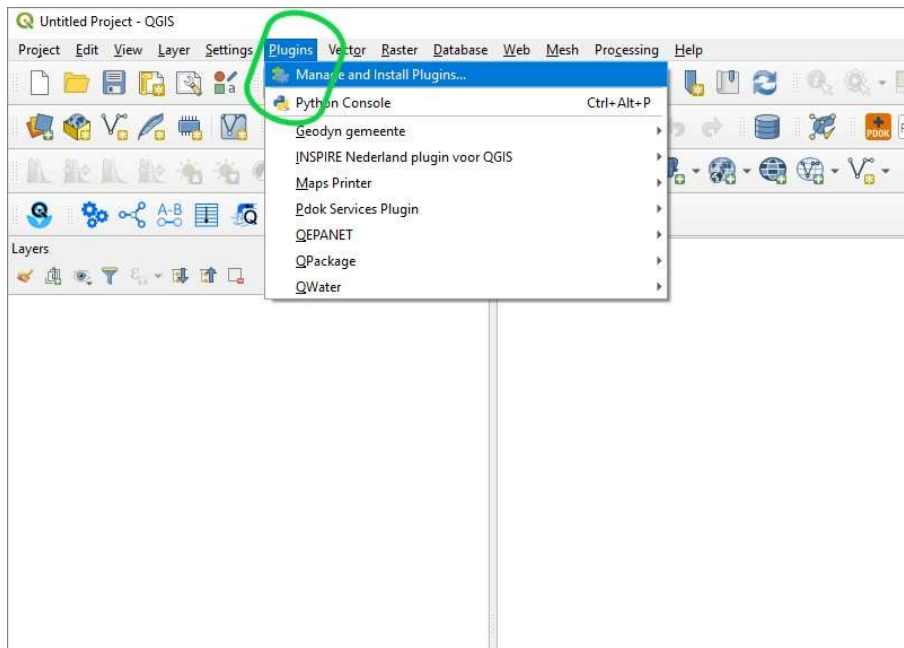 Untitled Project - QGIS
Project Edit View Layer Settings Plugins Vector Raster Database Web Mesh Processing Help
Manage and Install Plugins...
Python Console Ctrl+Alt+P
Geodyn gemeente
INSPIRE Nederland plugin voor QGIS
Maps Printer
Pdok Services Plugin
QEPANET
QPackage
QWater
a
PDOK
A-B
Layers